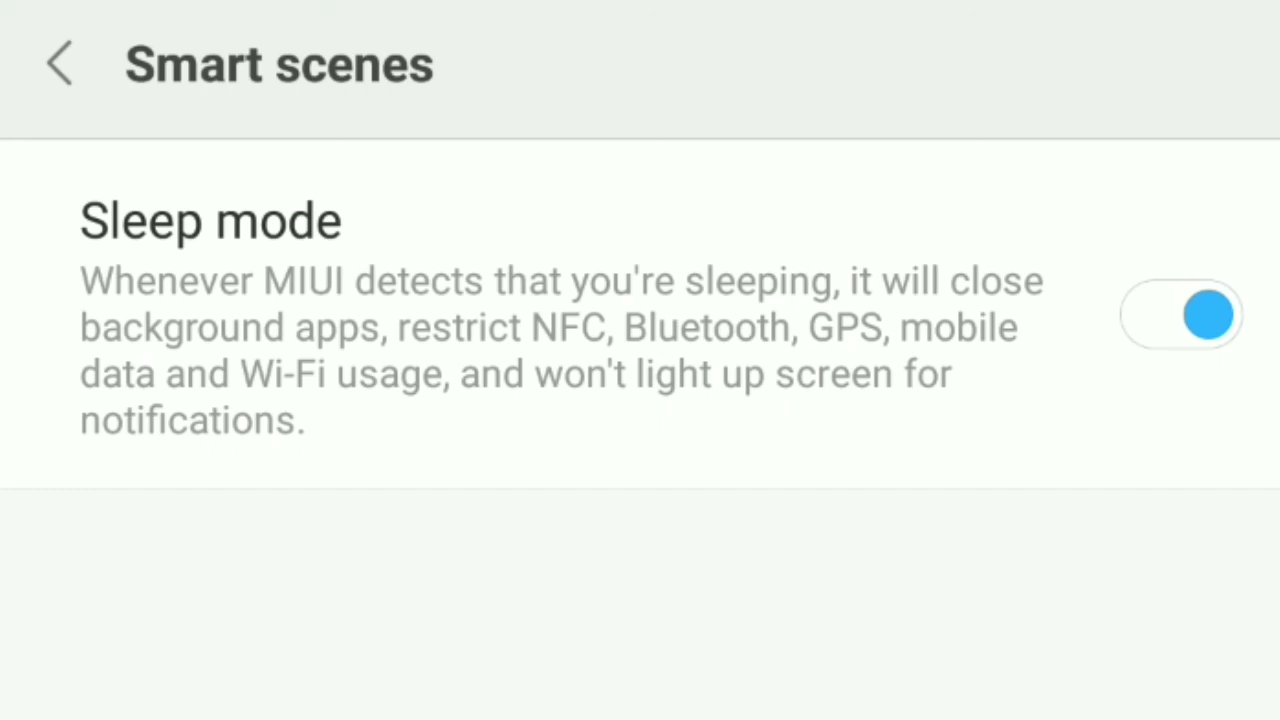 Smart scenes
Sleep mode
Whenever MIUI detects that you're sleeping, it will close
background apps, restrict NFC, Bluetooth, GPS, mobile
data and Wi-Fi usage, and won't light up screen for
notifications.